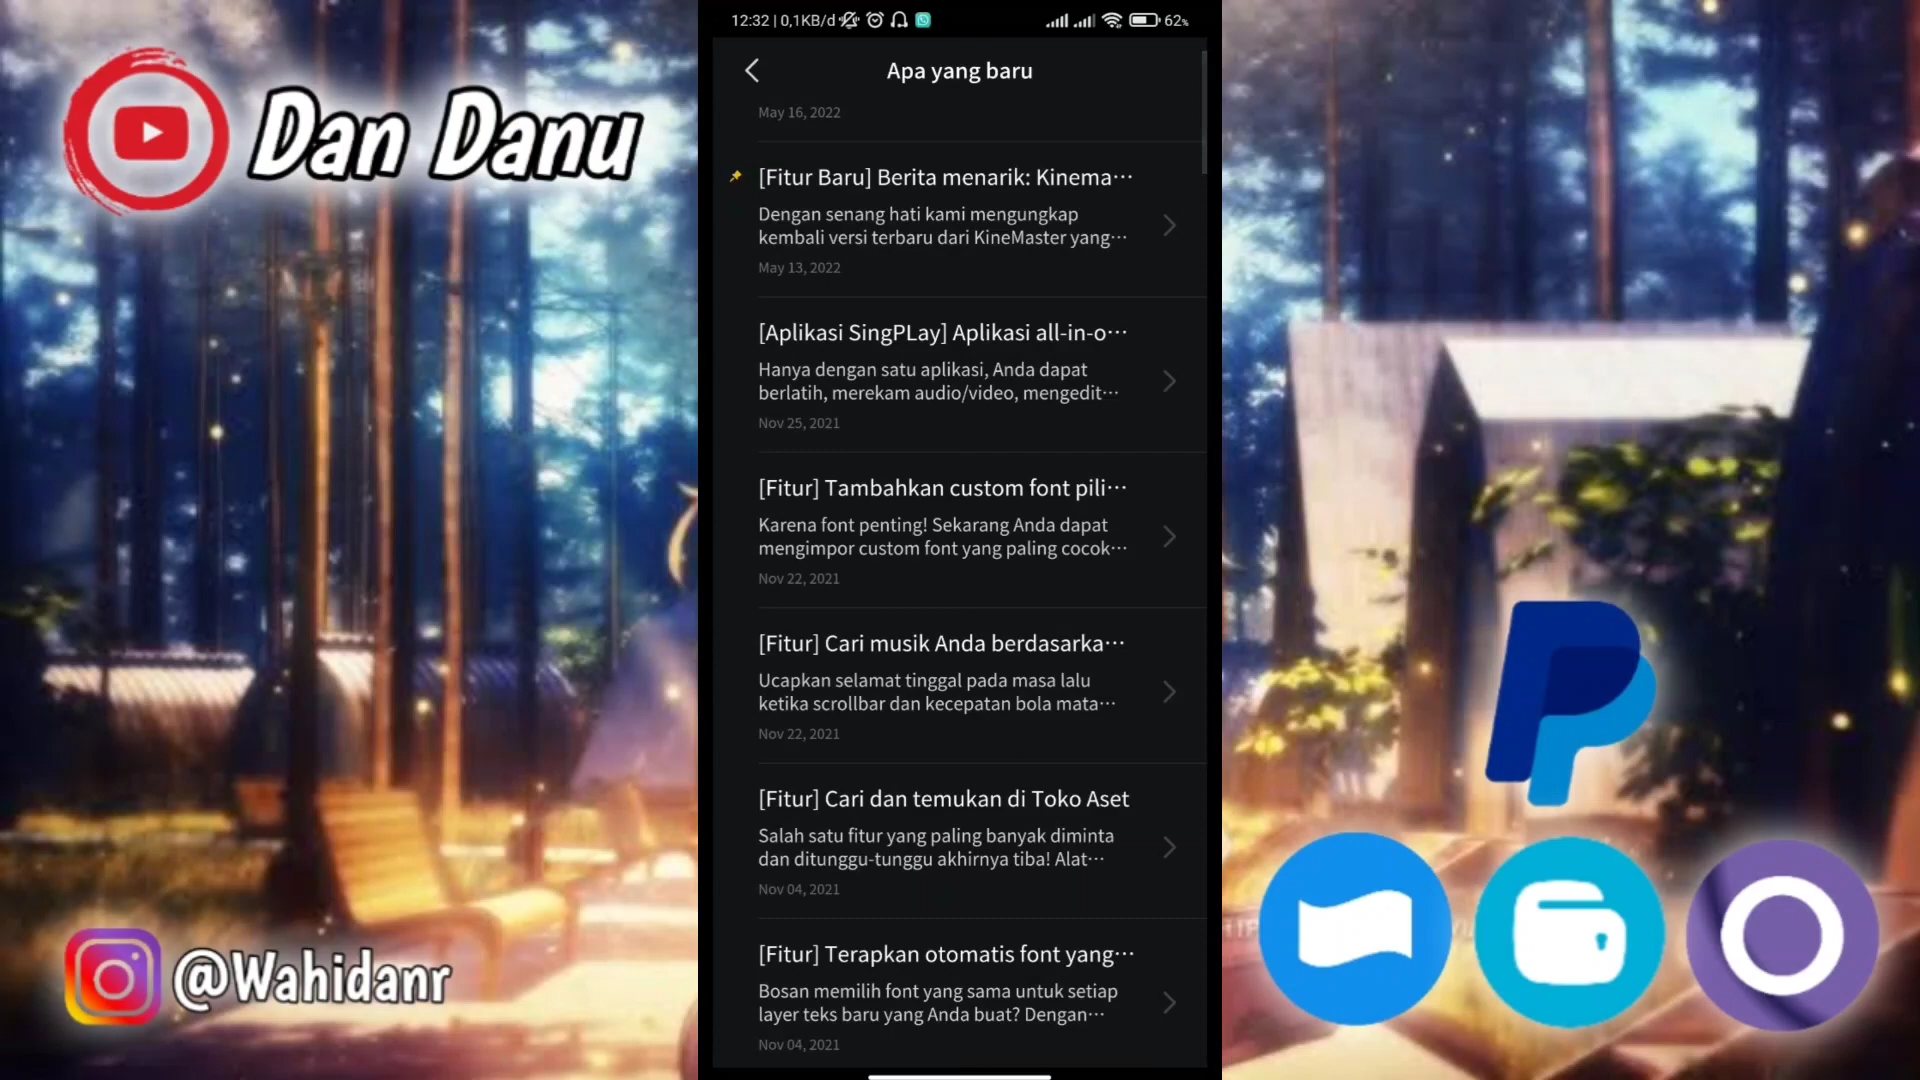 Dan Danu
@Wahidanr
12:32 | 0,1KB/d
62%
Apa yang baru
May 16, 2022
[Fitur Baru] Berita menarik: Kinema···
Dengan senang hati kami mengungkap
kembali versi terbaru dari KineMaster yang···
May 13, 2022
[Aplikasi SingPLay] Aplikasi all-in-o···
Hanya dengan satu aplikasi, Anda dapat
berlatih, merekam audio/video, mengedit···
Nov 25, 2021
[Fitur] Tambahkan custom font pili···
Karena font penting! Sekarang Anda dapat
mengimpor custom font yang paling cocok···
Nov 22, 2021
[Fitur] Cari musik Anda berdasarka···
Ucapkan selamat tinggal pada masa lalu
ketika scrollbar dan kecepatan bola mata···
Nov 22, 2021
[Fitur] Cari dan temukan di Toko Aset
Salah satu fitur yang paling banyak diminta
dan ditunggu-tunggu akhirnya tiba! Alat···
Nov 04, 2021
[Fitur] Terapkan otomatis font yang···
Bosan memilih font yang sama untuk setiap
layer teks baru yang Anda buat? Dengan···
Nov 04, 2021